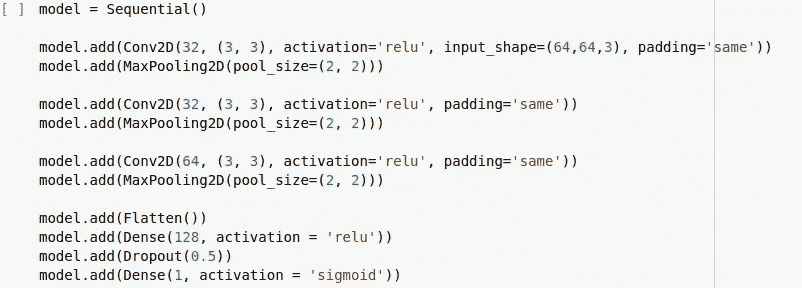 [ ] model = Sequential()
model.add(Conv2D(32, (3, 3), activation='relu', input_shape=(64,64,3), padding='same'))
model.add(MaxPooling2D(pool_size=(2, 2)))
model.add(Conv2D(32, (3, 3), activation='relu', padding='same'))
model.add(MaxPooling2D(pool_size=(2, 2)))
model.add(Conv2D(64, (3, 3), activation='relu', padding='same'))
model.add(MaxPooling2D(pool_size=(2, 2)))
model.add(Flatten())
model.add(Dense(128, activation = 'relu'))
model.add(Dropout(0.5))
model.add(Dense(1, activation = 'sigmoid'))